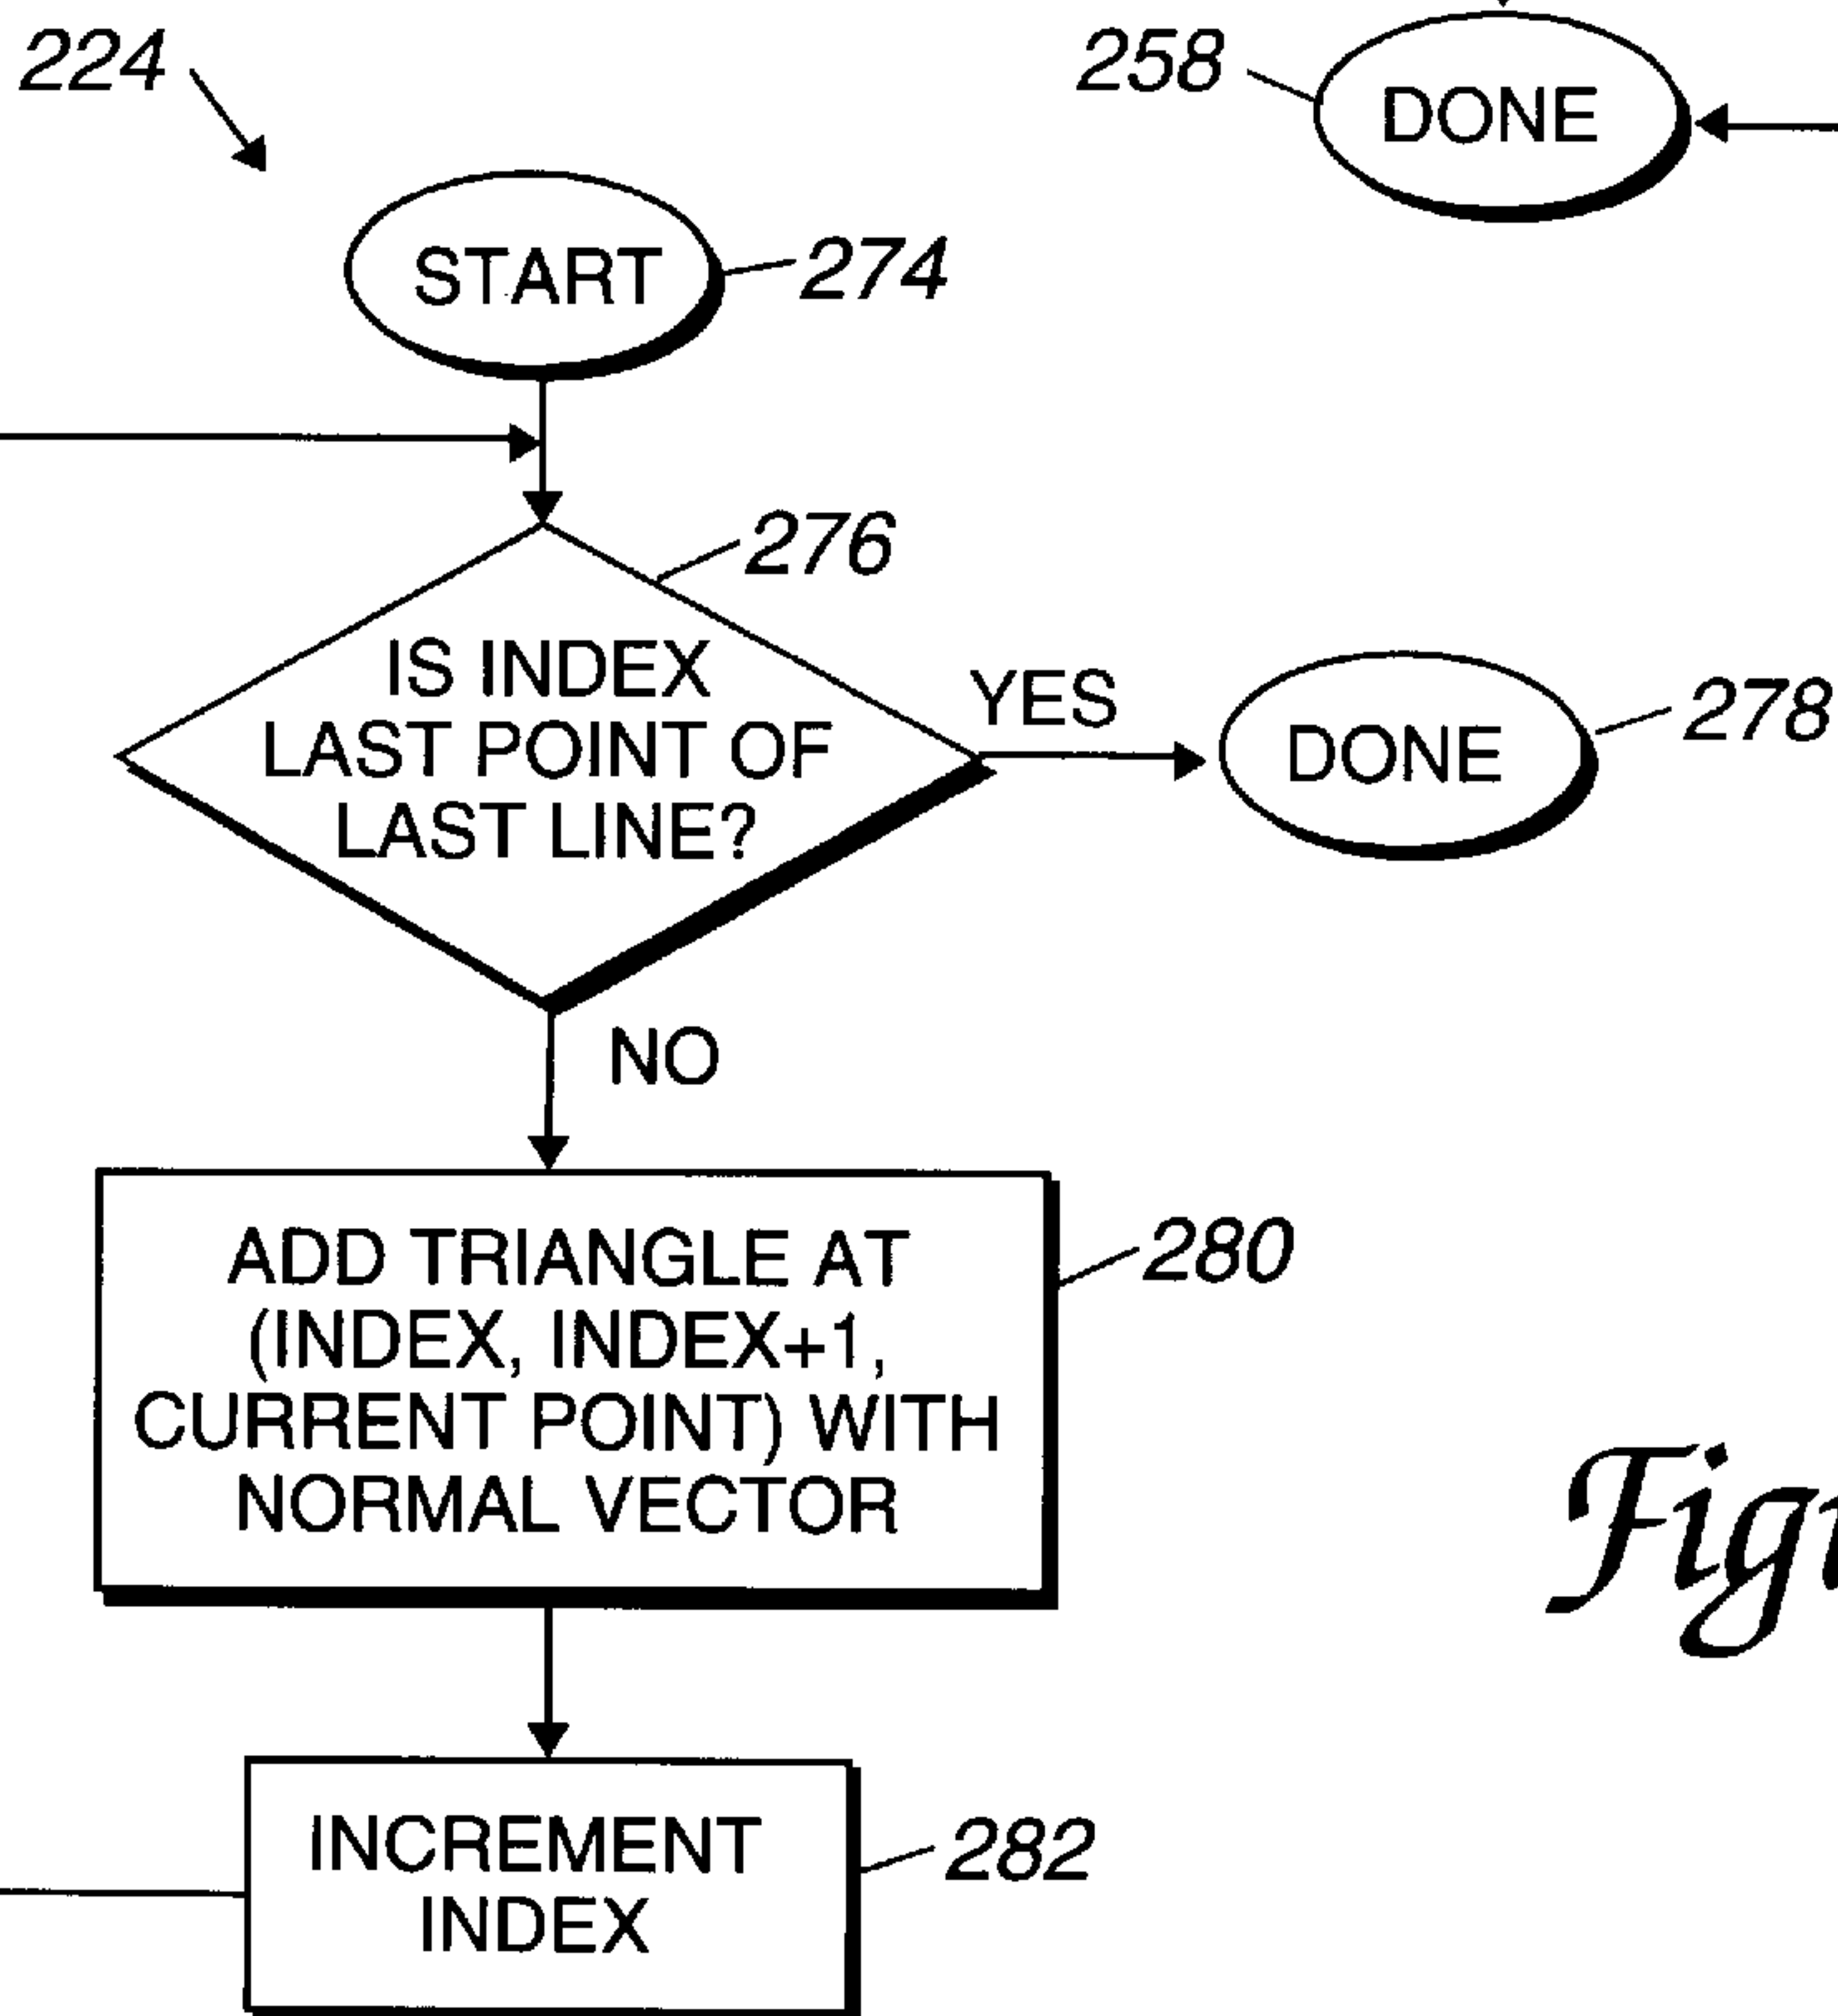 224
258
DONE
START
274
276
IS INDEX
LAST POINT OF
LAST LINE?
YES
DONE
278
NO
ADD TRIANGLE AT
(INDEX, INDEX+1,
CURRENT POINT) WITH
NORMAL VECTOR
280
INCREMENT
INDEX
282